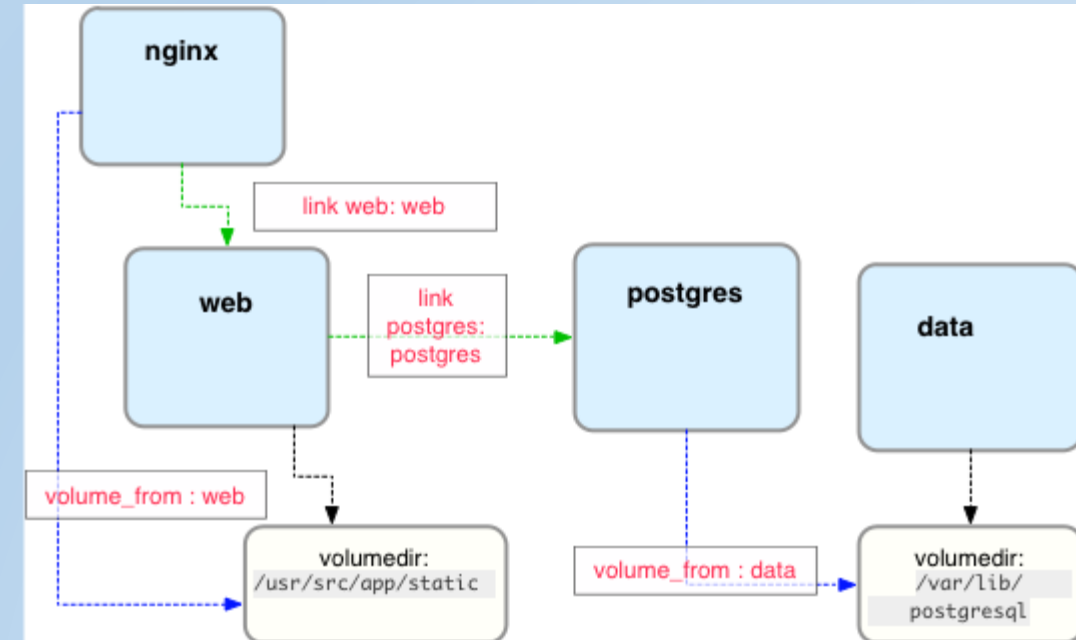 nginx
link web: web
web
link
postgres:
postgres
postgres
data
volume_from : web
volumedir:
/usr/src/app/static
volume_from : data
volumedir:
/var/lib/
postgresql